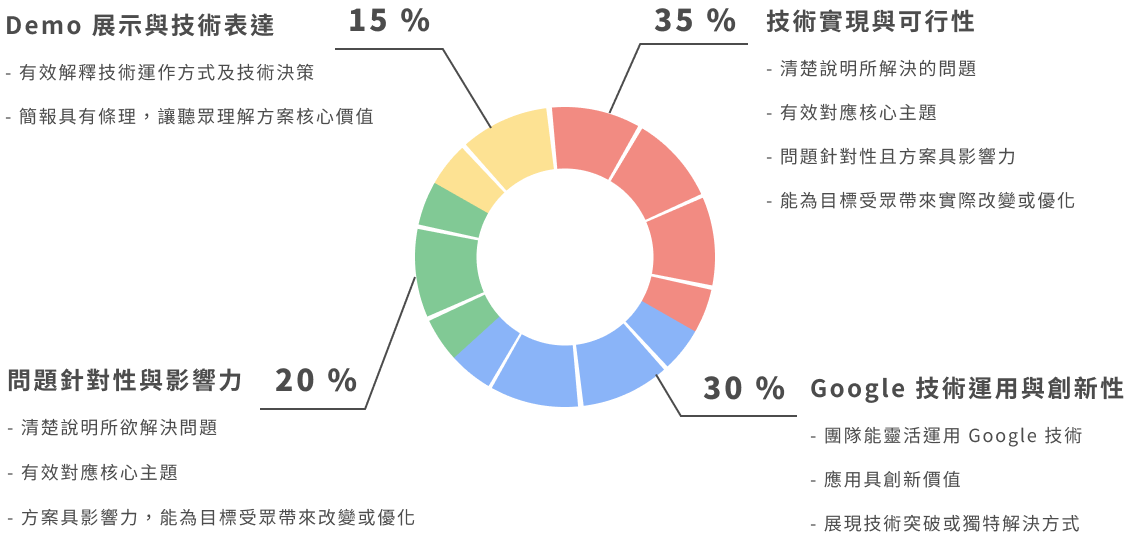 15 %
Demo 展示與技術表達
- 有效解釋技術運作方式及技術決策
- 簡報具有條理，讓聽眾理解方案核心價值
35 %
技術實現與可行性
- 清楚說明所解決的問題
- 有效對應核心主題
- 問題針對性且方案具影響力
- 能為目標受眾帶來實際改變或優化
問題針對性與影響力
20 %
- 清楚說明所欲解決問題
- 有效對應核心主題
- 方案具影響力，能為目標受眾帶來改變或優化
30 %
Google 技術運用與創新性
- 團隊能靈活運用 Google 技術
- 應用具創新價值
- 展現技術突破或獨特解決方式